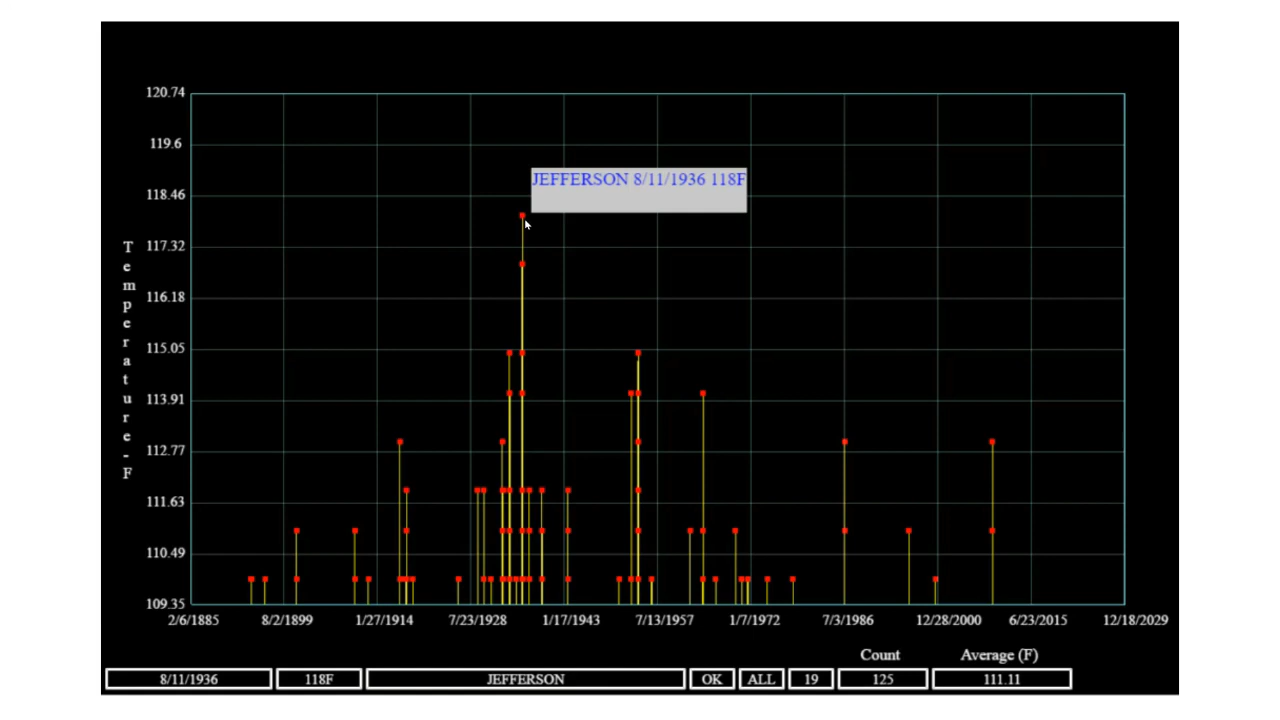 120.74
119.6
JEFFERSON 8/11/1936 118F
118.46
Temperature-F
117.32
116.18
115.05
113.91
112.77
111.63
110.49
109.35
2/6/1885 8/2/1899 1/27/1914 7/23/1928 1/17/1943 7/13/1957 1/7/1972 7/3/1986 12/28/2000 6/23/2015 12/18/2029
Count Average (F)
8/11/1936 118F JEFFERSON OK ALL 19 125 111.11